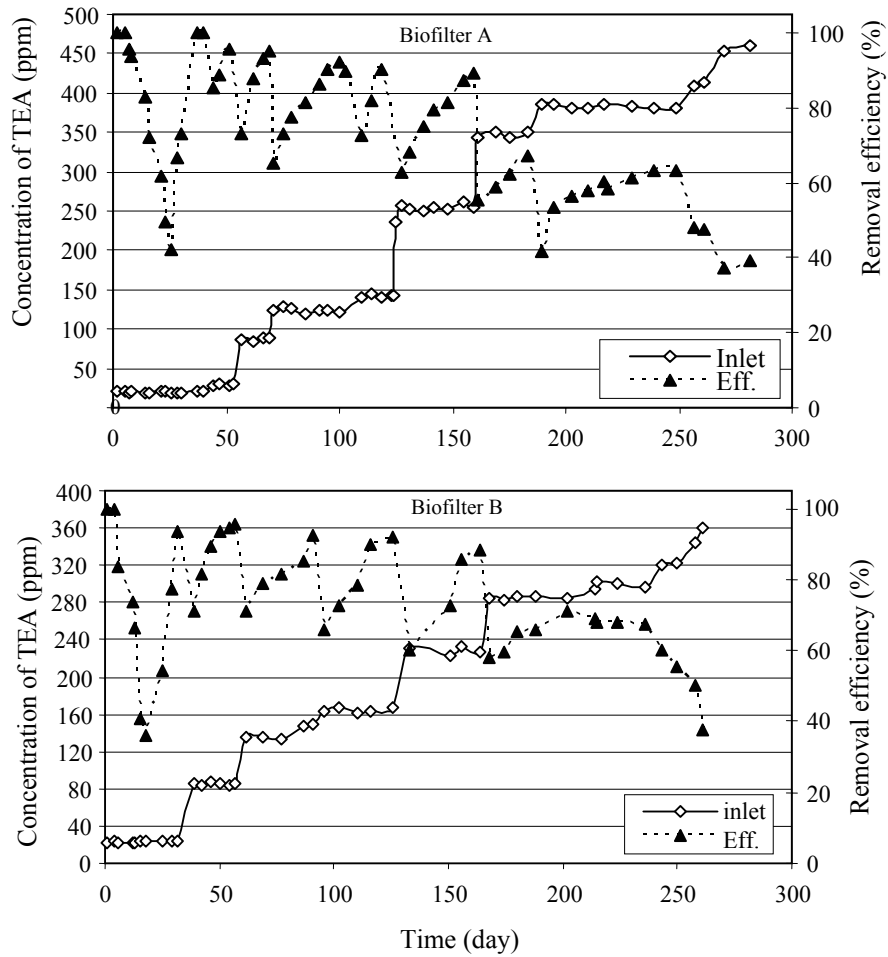 Biofilter A
Concentration of TEA (ppm)
500
450
400
350
300
250
200
150
100
50
0
Removal efficiency (%)
100
80
60
40
20
0
0 50 100 150 200 250 300
Inlet
Eff.
Biofilter B
Concentration of TEA (ppm)
400
360
320
280
240
200
160
120
80
40
0
Removal efficiency (%)
100
80
60
40
20
0
0 50 100 150 200 250 300
inlet
Eff.
Time (day)